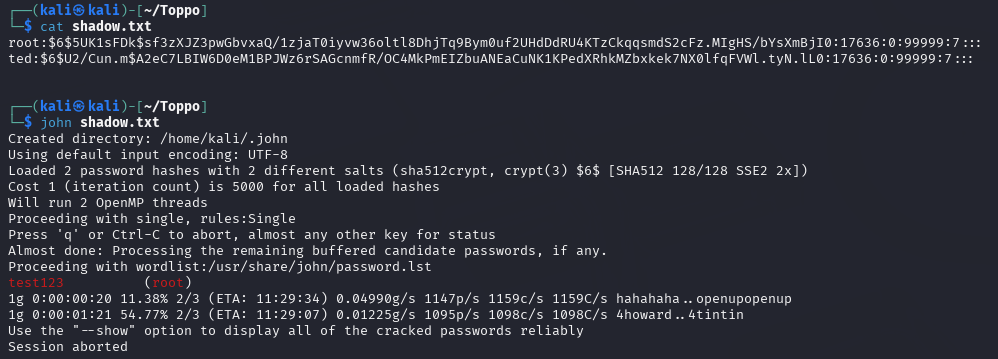 ┌──(kali㉿kali)-[~/Toppo]
└─$ cat shadow.txt
root:$6$5UK1sFDk$sf3zXJZ3pwGbvxaQ/1zjaT0iyvw36oltl8DhjTq9Bym0uf2UHdDdRU4KTzCkqqsmdS2cFz.MIgHS/bYsXmBjI0:17636:0:99999:7:::
ted:$6$U2/Cun.m$A2eC7LBIW6D0eM1BPJWz6rSAGcnmfR/OC4MkPmEIZbuANEaCuNK1KPedXRhkMZbxkek7NX0lfqFVWl.tyN.lL0:17636:0:99999:7:::
┌──(kali㉿kali)-[~/Toppo]
└─$ john shadow.txt
Created directory: /home/kali/.john
Using default input encoding: UTF-8
Loaded 2 password hashes with 2 different salts (sha512crypt, crypt(3) $6$ [SHA512 128/128 SSE2 2x])
Cost 1 (iteration count) is 5000 for all loaded hashes
Will run 2 OpenMP threads
Proceeding with single, rules:Single
Press 'q' or Ctrl-C to abort, almost any other key for status
Almost done: Processing the remaining buffered candidate passwords, if any.
Proceeding with wordlist:/usr/share/john/password.lst
test123          (root)
1g 0:00:00:20 11.38% 2/3 (ETA: 11:29:34) 0.04990g/s 1147p/s 1159c/s 1159C/s hahahaha..openupopenup
1g 0:00:01:21 54.77% 2/3 (ETA: 11:29:07) 0.01225g/s 1095p/s 1098c/s 1098C/s 4howard..4tintin
Use the "--show" option to display all of the cracked passwords reliably
Session aborted